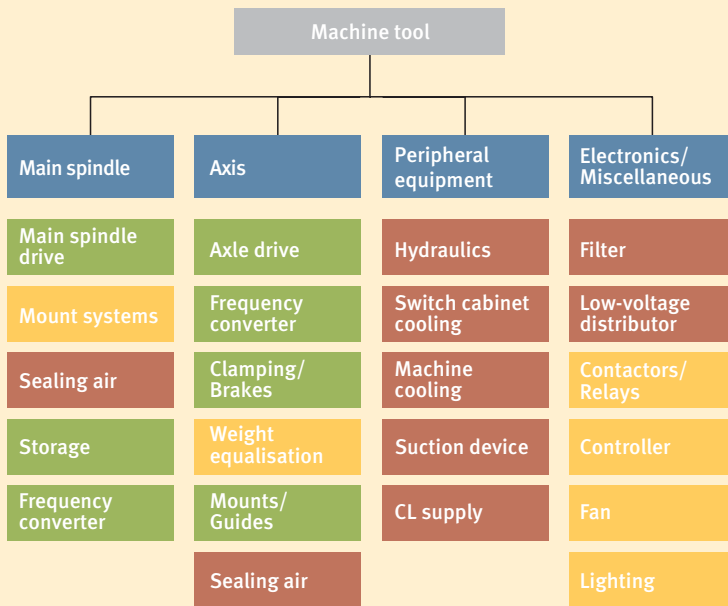 Machine tool
Main spindle
Main spindle
drive
Mount systems
Sealing air
Storage
Frequency
converter
Axis
Axle drive
Frequency
converter
Clamping/
Brakes
Weight
equalisation
Mounts/
Guides
Sealing air
Peripheral
equipment
Hydraulics
Switch cabinet
cooling
Machine
cooling
Suction device
CL supply
Electronics/
Miscellaneous
Filter
Low-voltage
distributor
Contactors/
Relays
Controller
Fan
Lighting